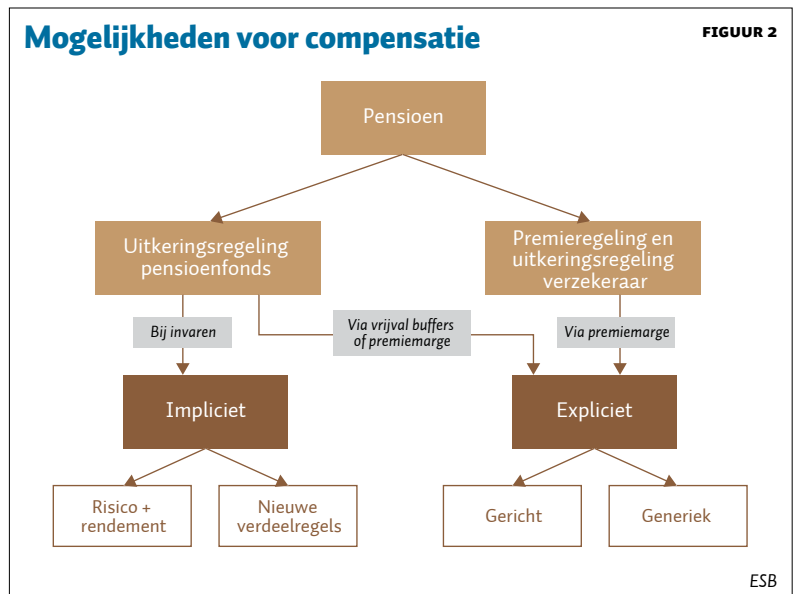 Mogelijkheden voor compensatie
FIGUUR 2
Pensioen
Uitkeringsregeling
pensioenfonds
Premieregeling en
uitkeringsregeling
verzekeraar
Bij invaren
Via vrijval buffers
of premiemarge
Via premiemarge
Impliciet
Expliciet
Risico +
rendement
Nieuwe
verdeelregels
Gericht
Generiek
ESB